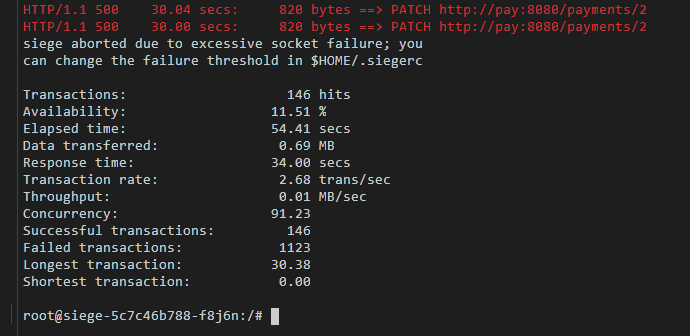 HTTP/1.1 500    30.04 secs:     820 bytes ==> PATCH http://pay:8080/payments/2
HTTP/1.1 500    30.00 secs:     820 bytes ==> PATCH http://pay:8080/payments/2
siege aborted due to excessive socket failure; you
can change the failure threshold in $HOME/.siegerc
Transactions:                    146 hits
Availability:                  11.51 %
Elapsed time:                  54.41 secs
Data transferred:               0.69 MB
Response time:                 34.00 secs
Transaction rate:               2.68 trans/sec
Throughput:                     0.01 MB/sec
Concurrency:                   91.23
Successful transactions:         146
Failed transactions:            1123
Longest transaction:           30.38
Shortest transaction:           0.00
root@siege-5c7c46b788-f8j6n:/#